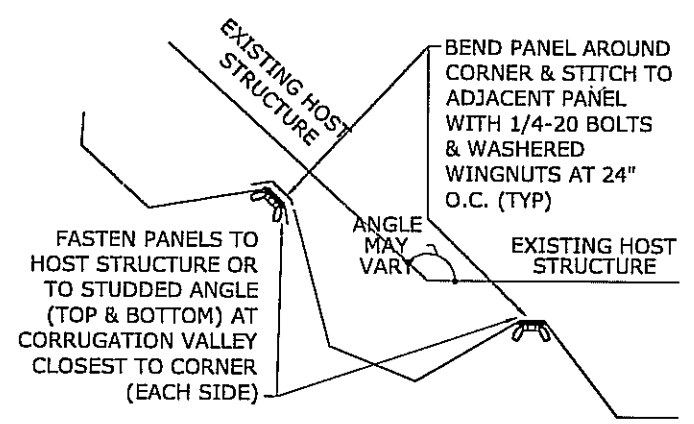 EXISTING HOST
STRUCTURE
BEND PANEL AROUND
CORNER & STITCH TO
ADJACENT PANEL
WITH 1/4-20 BOLTS
& WASHERED
WINGNUTS AT 24"
O.C. (TYP)
ANGLE
MAY
VARY
EXISTING HOST
STRUCTURE
FASTEN PANELS TO
HOST STRUCTURE OR
TO STUDDED ANGLE
(TOP & BOTTOM) AT
CORRUGATION VALLEY
CLOSEST TO CORNER
(EACH SIDE)